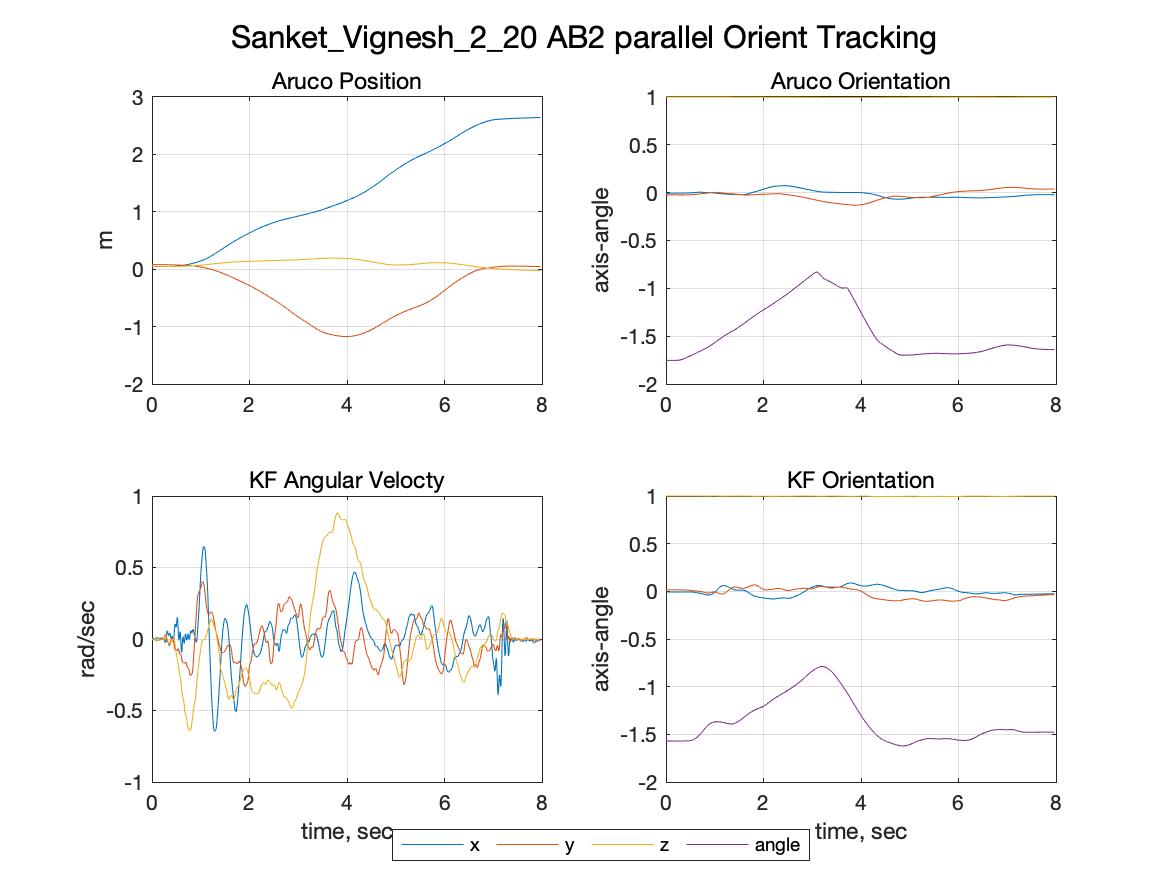 Sanket_Vignesh_2_20 AB2 parallel Orient Tracking
Aruco Position
3
2
1
0
-1
-2
m
0 2 4 6 8
Aruco Orientation
1
0.5
0
-0.5
-1
-1.5
-2
axis-angle
0 2 4 6 8
KF Angular Velocty
1
0.5
0
-0.5
-1
rad/sec
0 2 4 6 8
time, sec
KF Orientation
1
0.5
0
-0.5
-1
-1.5
-2
axis-angle
0 2 4 6 8
time, sec
x y z angle